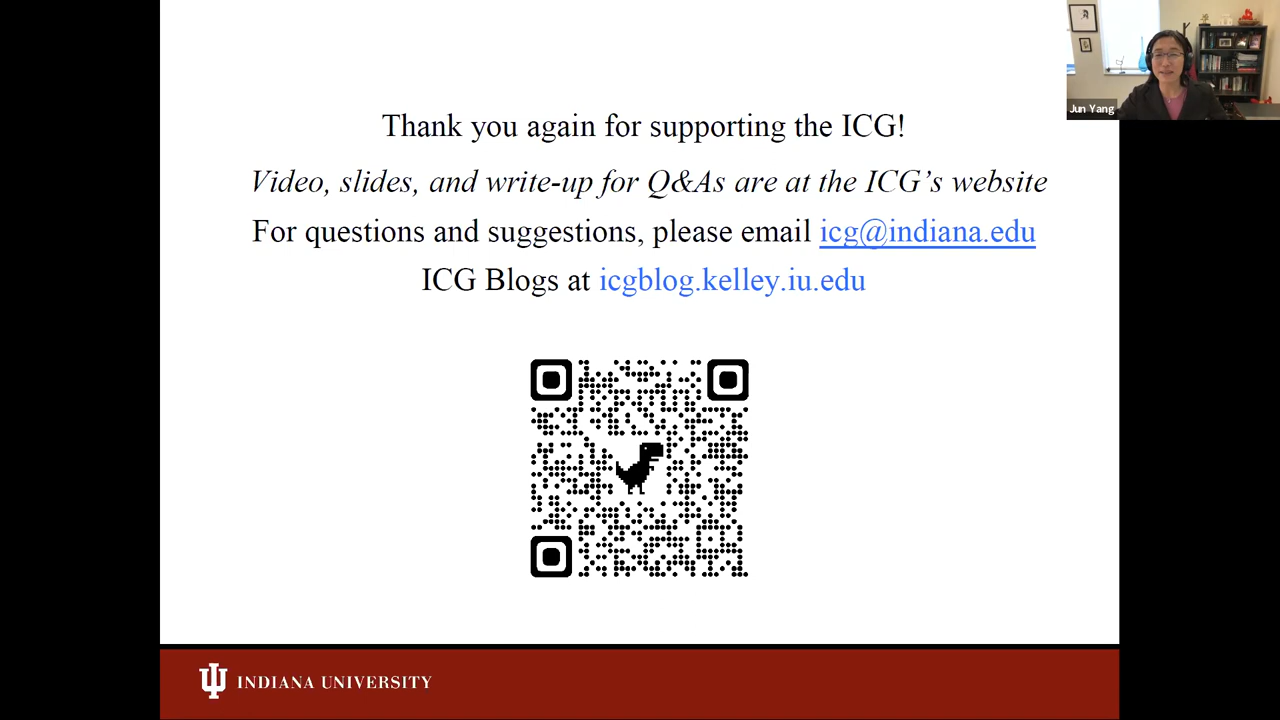 Thank you again for supporting the ICG!
Video, slides, and write-up for Q&As are at the ICG’s website
For questions and suggestions, please email icg@indiana.edu
ICG Blogs at icgblog.kelley.iu.edu
Jun Yang
INDIANA UNIVERSITY